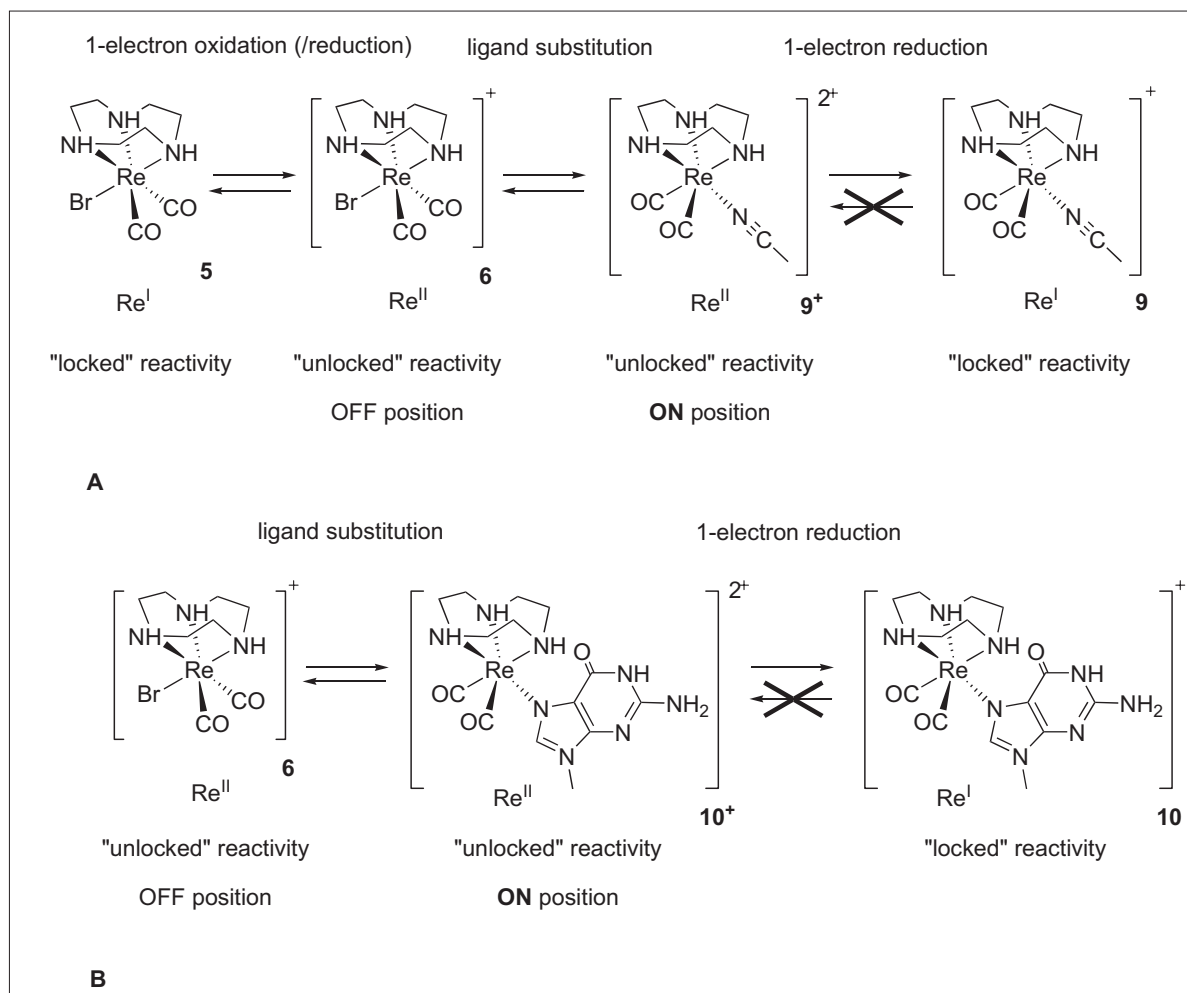 1-electron oxidation (/reduction) ligand substitution 1-electron reduction
+ 2+ +
NH NH NH NH
NH NH NH NH NH NH NH NH
Re Re Re Re
Br CO Br CO OC N OC N
CO CO OC C OC C
5 6 9+ 9
Re^I Re^II Re^II Re^I
"locked" reactivity "unlocked" reactivity "unlocked" reactivity "locked" reactivity
OFF position ON position
A
ligand substitution 1-electron reduction
+ 2+ +
NH NH NH
NH NH NH NH NH NH
Re Re O NH Re O NH
Br CO OC N NH2 OC N NH2
CO OC N N OC N N
6 10+ 10
Re^II Re^II Re^I
"unlocked" reactivity "unlocked" reactivity "locked" reactivity
OFF position ON position
B